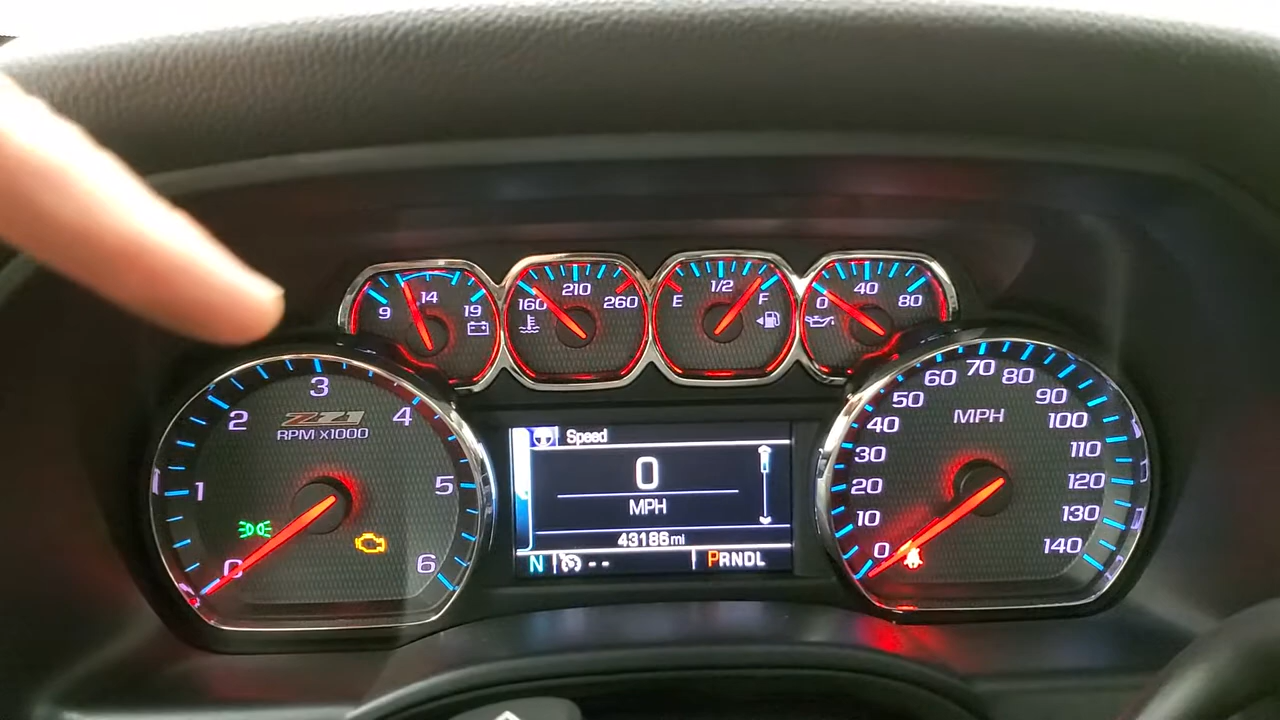 9 14 19
160 210 260
E 1/2 F
0 40 80
0 1 2 3 4 5 6
Z71
RPM x1000
Speed
0
MPH
43186 mi
N -- PRNDL
0 10 20 30 40 50 60 70 80 90 100 110 120 130 140
MPH